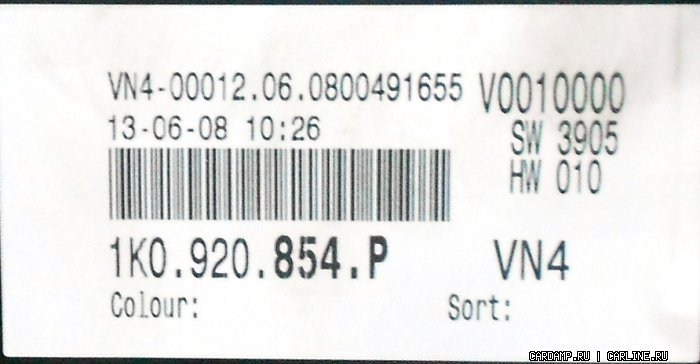 VN4-00012.06.0800491655 V0010000
13-06-08 10:26 SW 3905
HW 010
1K0.920.854.P VN4
Colour: Sort:
CARDAMP.RU | CARLINE.RU